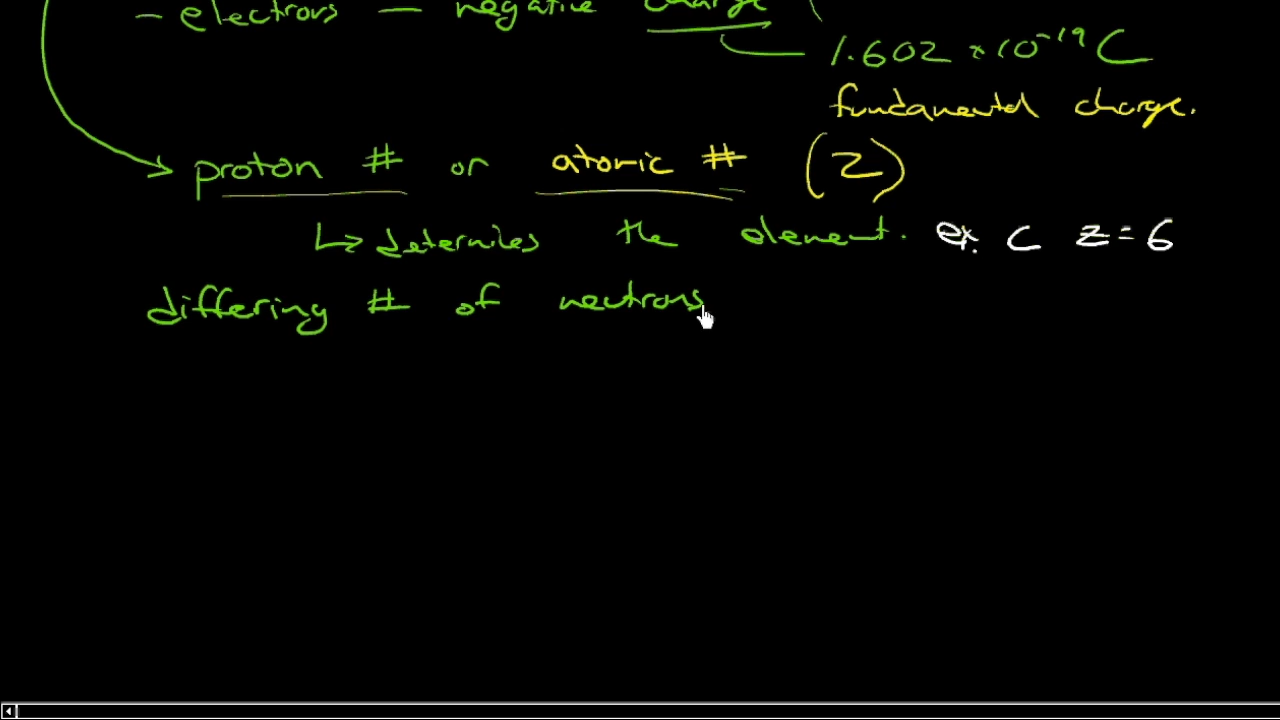 - electrons — negative charge
1.602 x 10^-19 C
fundamental charge.
proton # or atomic # (Z)
↳ determines the element. ex. C Z = 6
differing # of neutrons